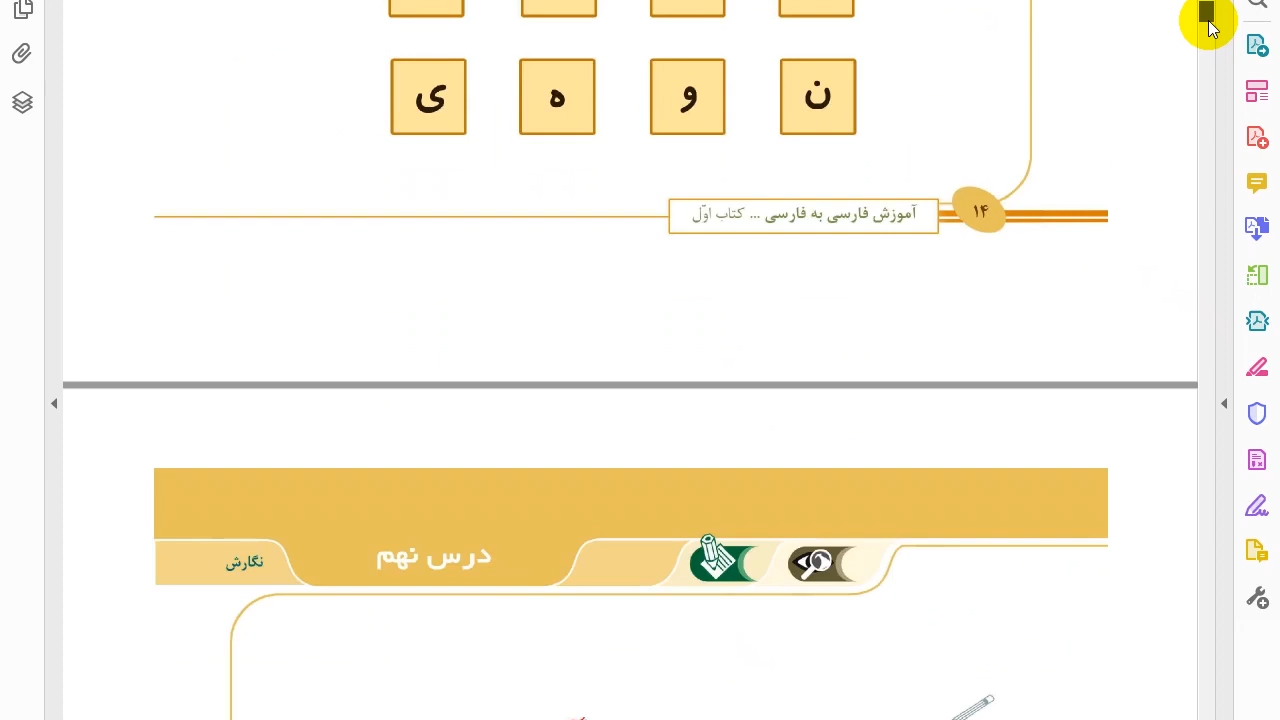 ن و ه ی
۱۴
آموزش فارسی به فارسی ... کتاب اوّل
درس نهم
نگارش